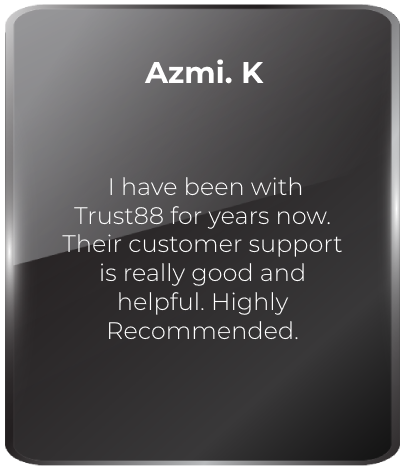 Azmi. K
I have been with
Trust88 for years now.
Their customer support
is really good and
helpful. Highly
Recommended.